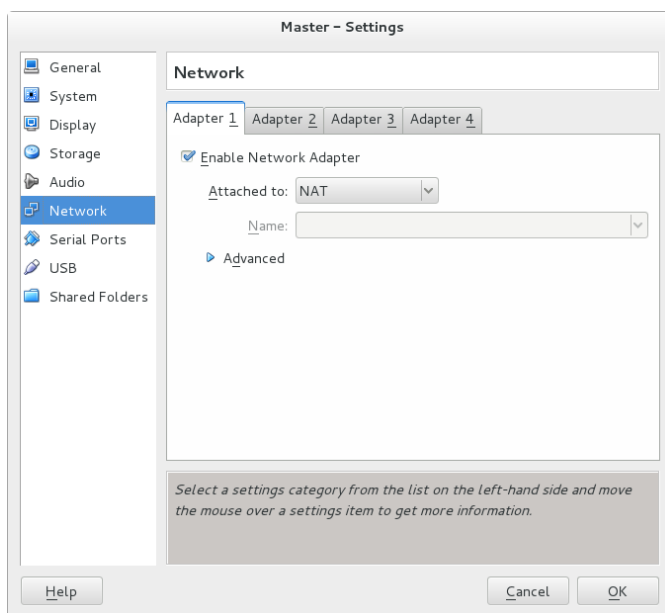 Master – Settings
General
System
Display
Storage
Audio
Network
Serial Ports
USB
Shared Folders
Network
Adapter 1 Adapter 2 Adapter 3 Adapter 4
Enable Network Adapter
Attached to: NAT
Name:
Advanced
Select a settings category from the list on the left-hand side and move
the mouse over a settings item to get more information.
Help Cancel OK